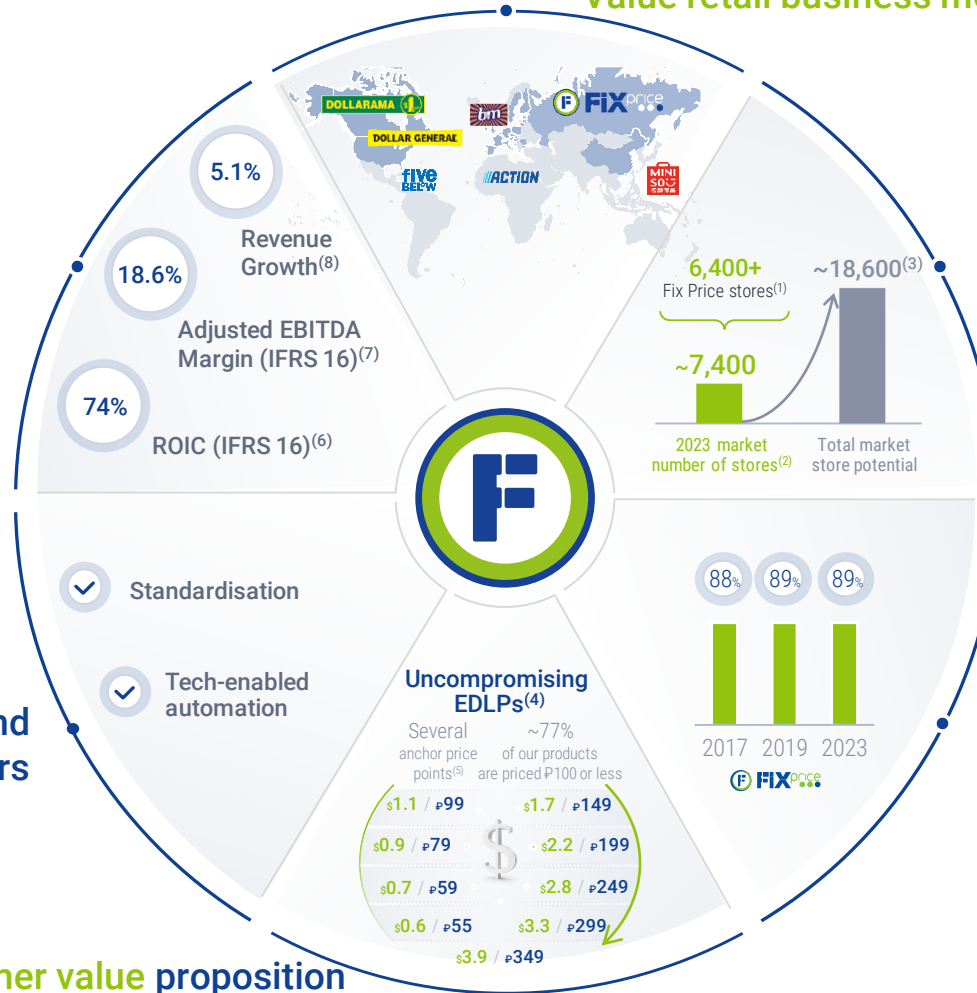 Value retail business mo
DOLLARAMA
DOLLAR GENERAL
five
BEL°W
bm
ACTION
F FIX price
MINI
SO
5.1%
Revenue
Growth(8)
18.6%
Adjusted EBITDA
Margin (IFRS 16)(7)
74%
ROIC (IFRS 16)(6)
6,400+
Fix Price stores(1)
~18,600(3)
~7,400
2023 market
number of stores(2)
Total market
store potential
F
88% 89% 89%
2017 2019 2023
F FIX price
Standardisation
Tech-enabled
automation
nd
rs
Uncompromising
EDLPs(4)
Several
anchor price
points(5)
~77%
of our products
are priced ₽100 or less
$1.1 / ₽99
$1.7 / ₽149
$0.9 / ₽79
$2.2 / ₽199
$0.7 / ₽59
$2.8 / ₽249
$0.6 / ₽55
$3.3 / ₽299
$3.9 / ₽349
$
ner value proposition